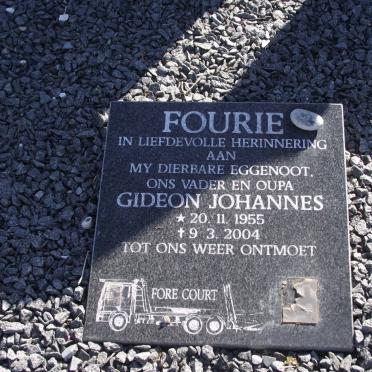 FOURIE
IN LIEFDEVOLLE HERINNERING
AAN
MY DIERBARE EGGENOOT,
ONS VADER EN OUPA
GIDEON JOHANNES
★ 20. 11. 1955
✝ 9. 3. 2004
TOT ONS WEER ONTMOET
FORE COURT